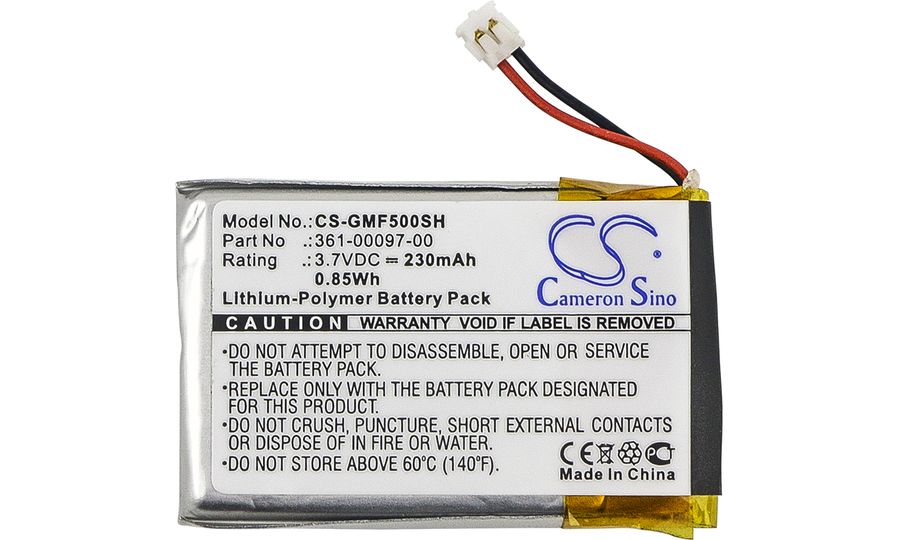 Model No.: CS-GMF500SH
Part No .: 361-00097-00
Rating .: 3.7VDC ⎓ 230mAh
0.85Wh
Lithium-Polymer Battery Pack
CS
Cameron Sino
CAUTION WARRANTY VOID IF LABEL IS REMOVED
•DO NOT ATTEMPT TO DISASSEMBLE, OPEN OR SERVICE
THE BATTERY PACK.
•REPLACE ONLY WITH THE BATTERY PACK DESIGNATED
FOR THIS PRODUCT.
•DO NOT CRUSH, PUNCTURE, SHORT EXTERNAL CONTACTS
OR DISPOSE OF IN FIRE OR WATER.
•DO NOT STORE ABOVE 60°C (140°F).
CE PCT
Made In China